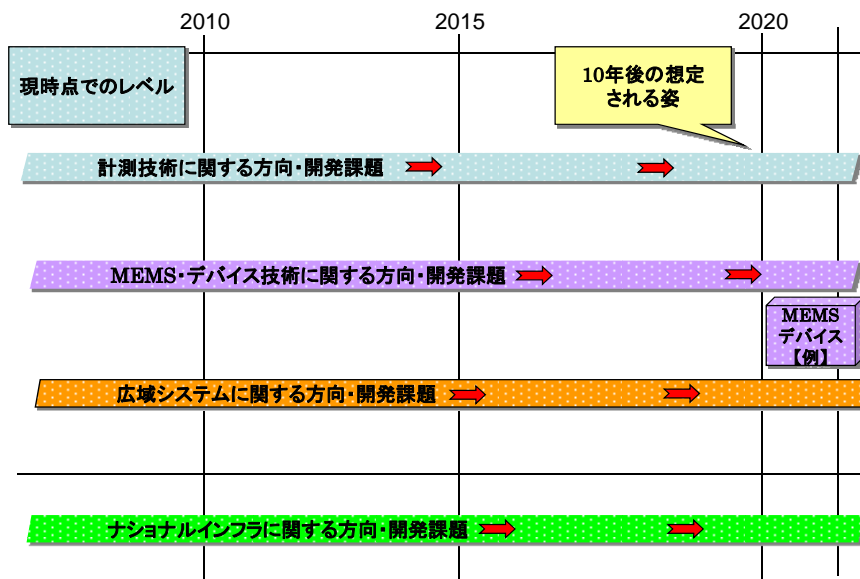 2010
2015
2020
現時点でのレベル
10年後の想定
される姿
計測技術に関する方向・開発課題
MEMS・デバイス技術に関する方向・開発課題
MEMS
デバイス
【例】
広域システムに関する方向・開発課題
ナショナルインフラに関する方向・開発課題